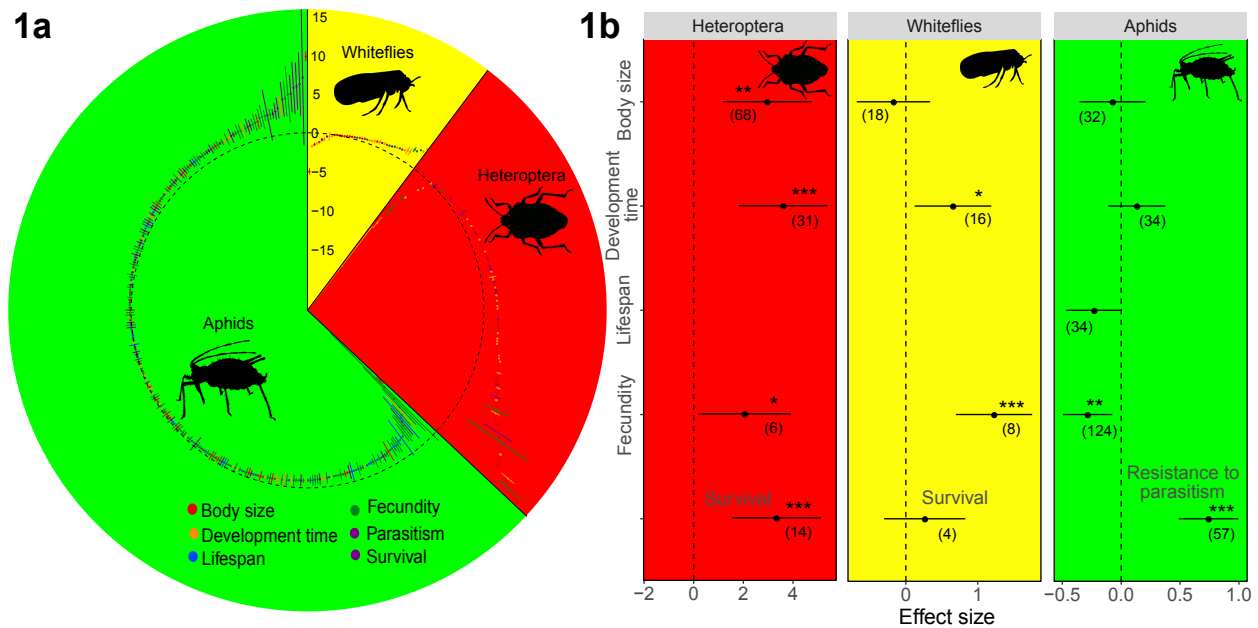 1a
15
10
5
0
−5
−10
−15
Whiteflies
Heteroptera
Aphids
Body size
Development time
Lifespan
Fecundity
Parasitism
Survival
1b
Heteroptera
Whiteflies
Aphids
Body size
**
(68)
(18)
(32)
Development
time
***
(31)
*
(16)
(34)
Lifespan
(34)
Fecundity
*
(6)
***
(8)
**
(124)
Survival
***
(14)
Survival
(4)
Resistance to
parasitism
***
(57)
−2
0
2
4
0
1
−0.5
0.0
0.5
1.0
Effect size